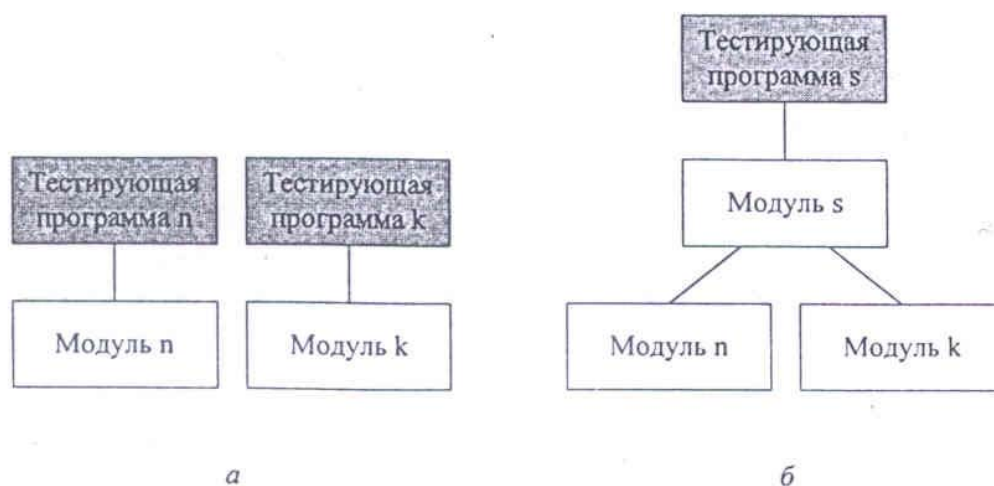 Тестирующая
программа n
Модуль n
Тестирующая
программа k
Модуль k
а
Тестирующая
программа s
Модуль s
Модуль n
Модуль k
б